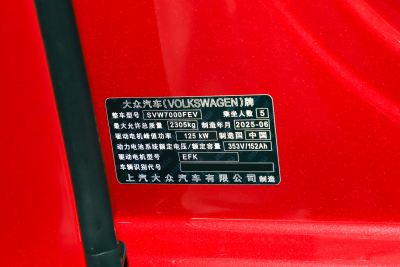 大众汽车(VOLKSWAGEN)牌
整车型号 SVW7000FEV 乘坐人数 5
最大允许总质量 2305kg 制造年月 2025-06
驱动电机峰值功率 125 kW 制造国 中国
动力电池系统额定电压/额定容量 353V/152Ah
驱动电机型号 EFK
车辆识别代号
上汽大众汽车有限公司 制造